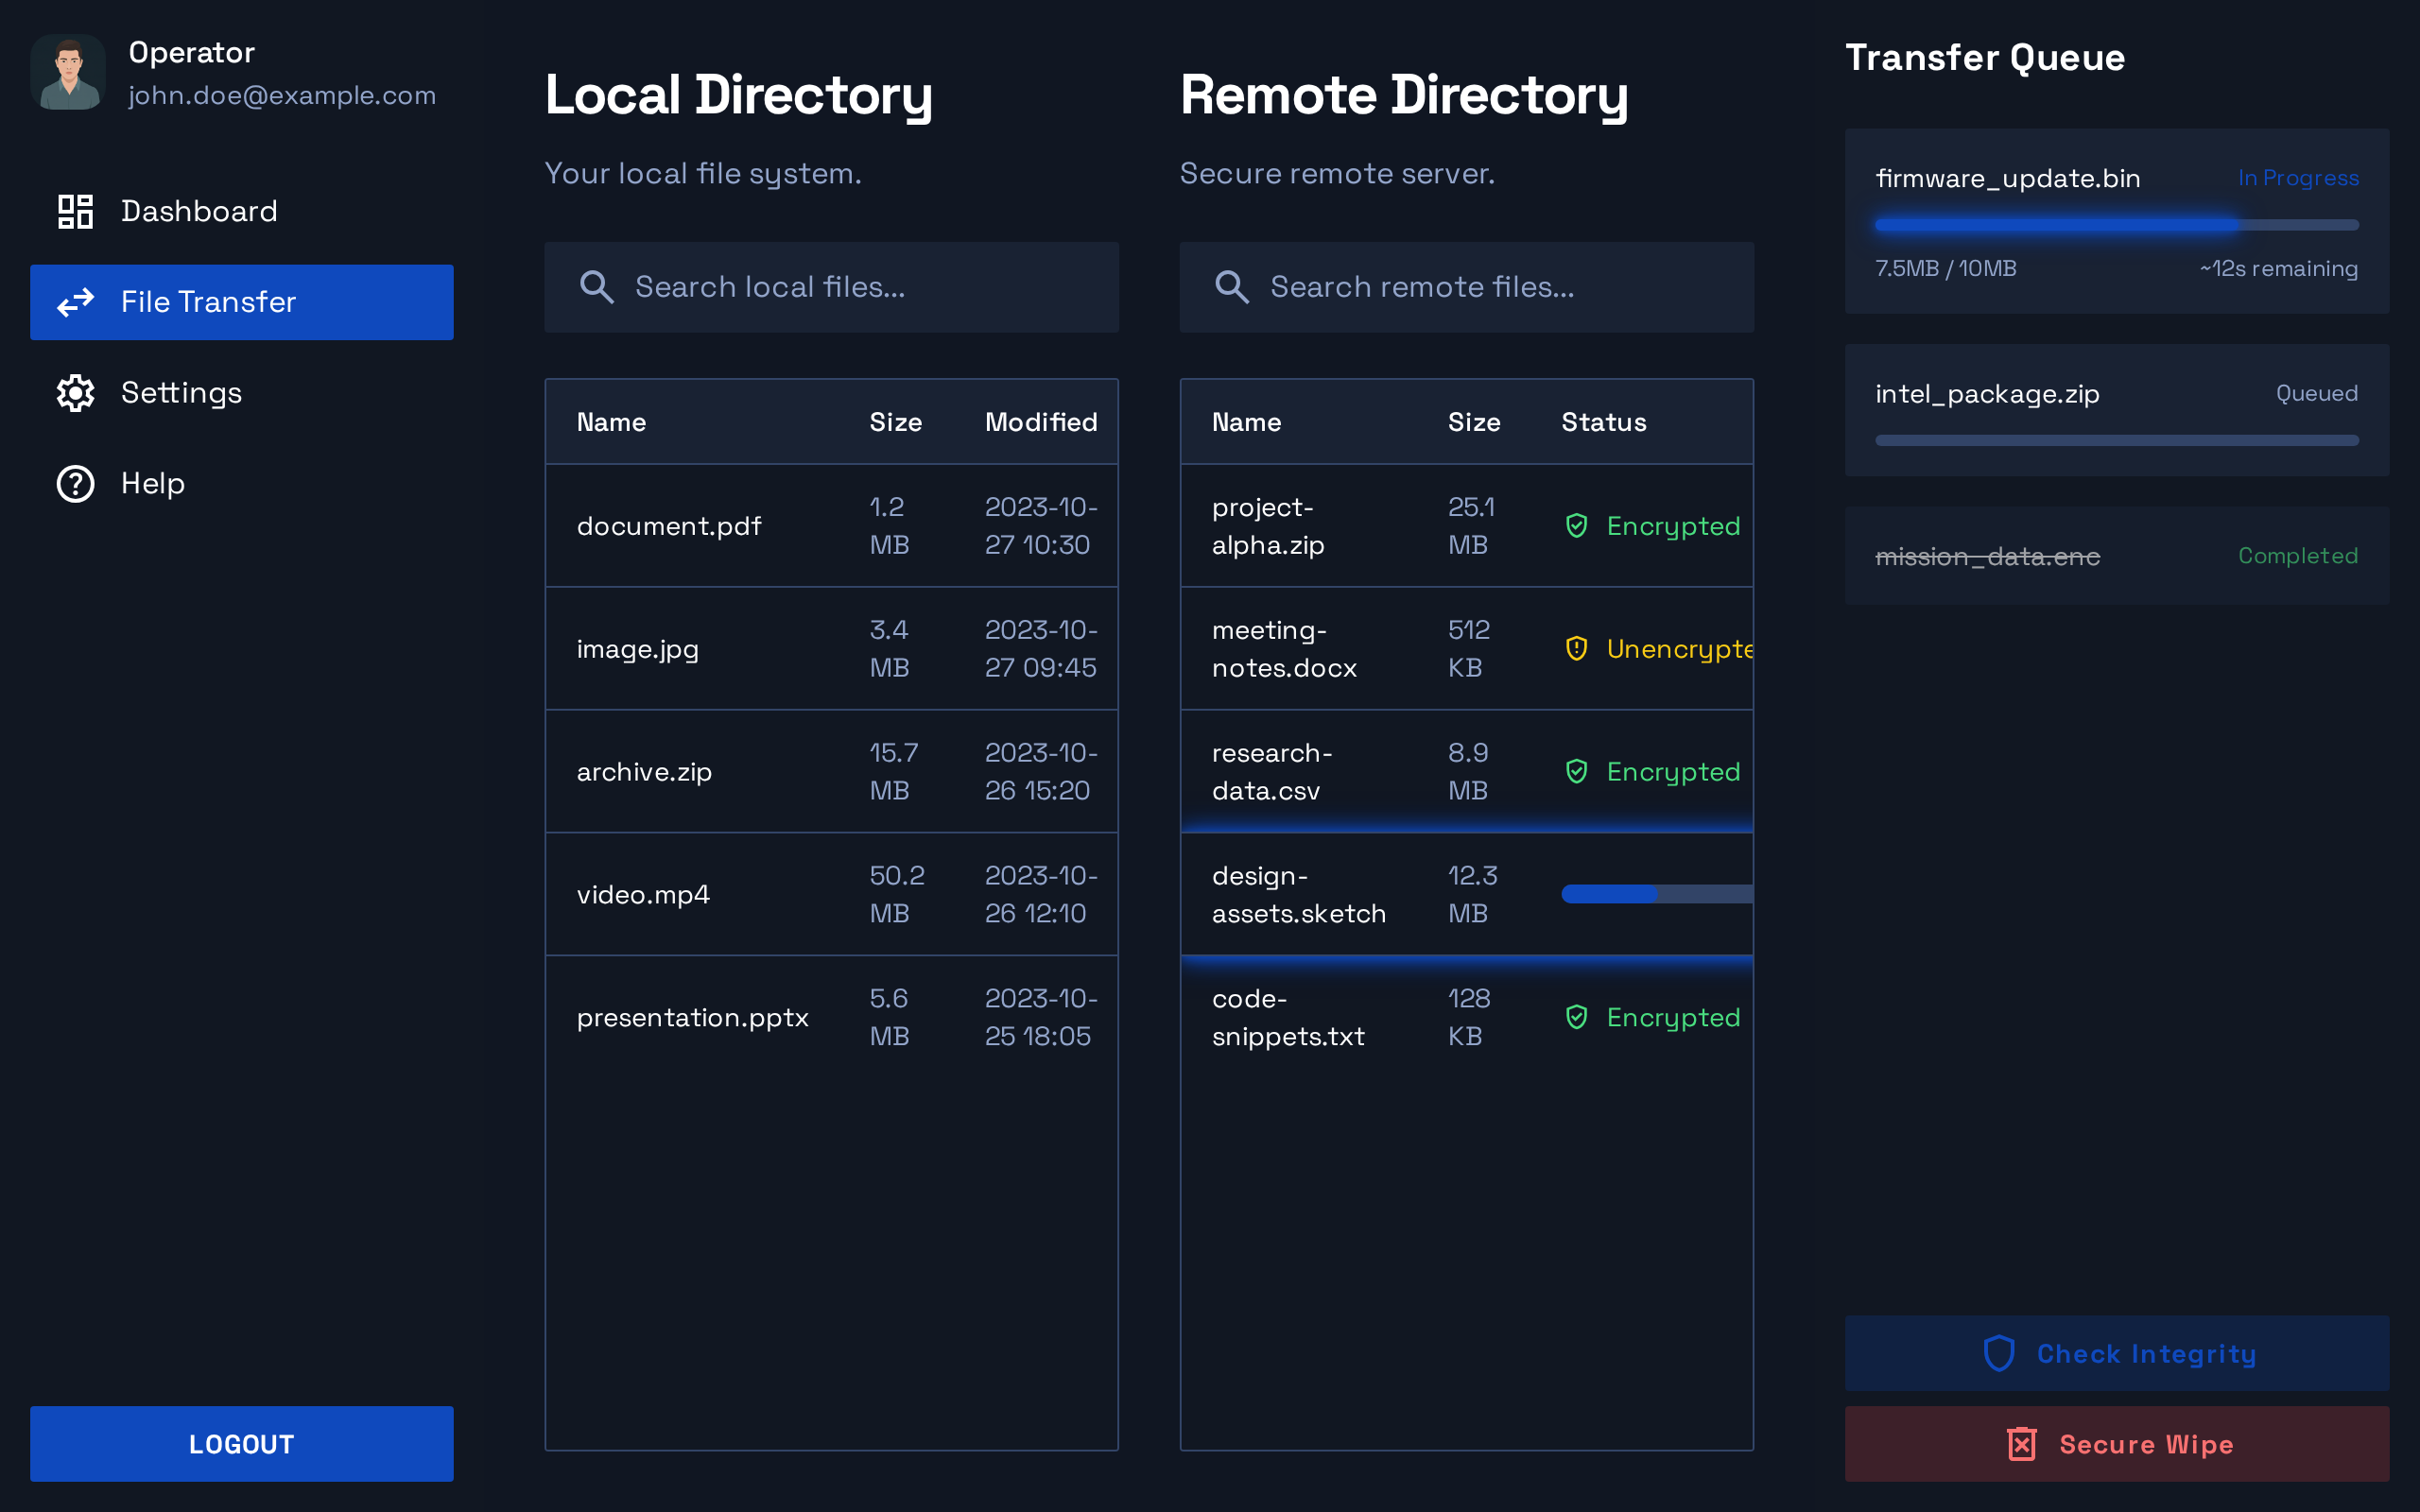 Operator
john.doe@example.com
Dashboard
File Transfer
Settings
Help
LOGOUT
Local Directory
Your local file system.
Search local files...
Name Size Modified
document.pdf 1.2 MB 2023-10-27 10:30
image.jpg 3.4 MB 2023-10-27 09:45
archive.zip 15.7 MB 2023-10-26 15:20
video.mp4 50.2 MB 2023-10-26 12:10
presentation.pptx 5.6 MB 2023-10-25 18:05
Remote Directory
Secure remote server.
Search remote files...
Name Size Status
project-alpha.zip 25.1 MB Encrypted
meeting-notes.docx 512 KB Unencrypte
research-data.csv 8.9 MB Encrypted
design-assets.sketch 12.3 MB
code-snippets.txt 128 KB Encrypted
Transfer Queue
firmware_update.bin In Progress
7.5MB / 10MB ~12s remaining
intel_package.zip Queued
mission_data.enc Completed
Check Integrity
Secure Wipe